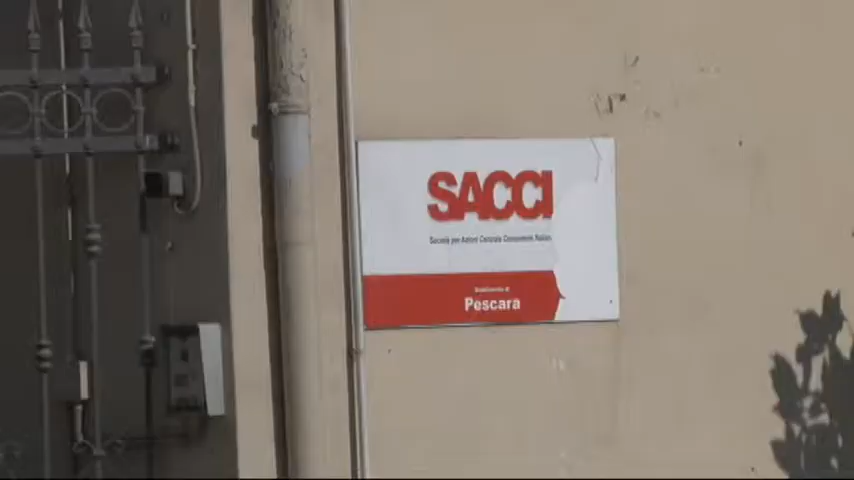 SACCI
Società per Azioni Centrale Cementerie Italiane
Stabilimento di
Pescara